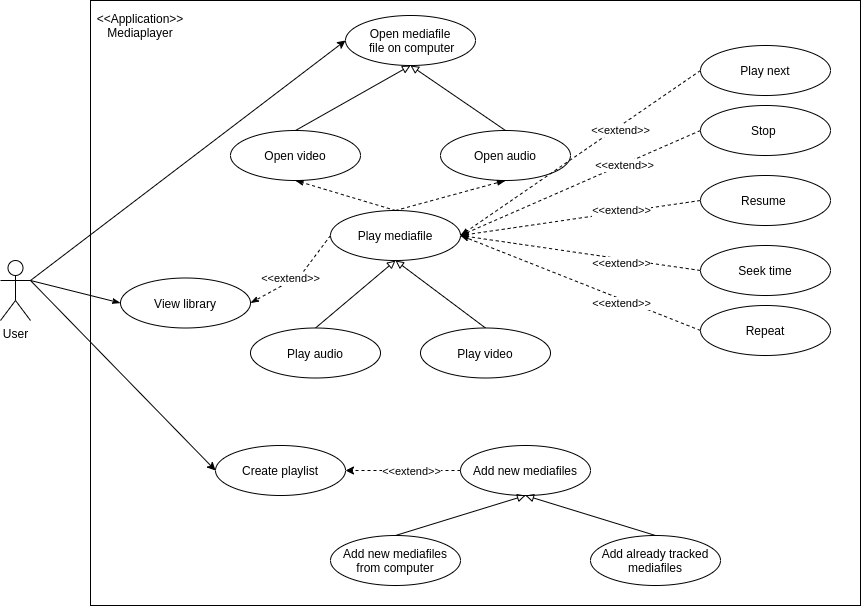 <<Application>>
Mediaplayer
Open mediafile
file on computer
Play next
<<extend>>
Stop
Open video
Open audio
<<extend>>
Resume
<<extend>>
Play mediafile
<<extend>>
Seek time
<<extend>>
View library
<<extend>>
Repeat
User
Play audio
Play video
Create playlist
<<extend>>
Add new mediafiles
Add new mediafiles
from computer
Add already tracked
mediafiles